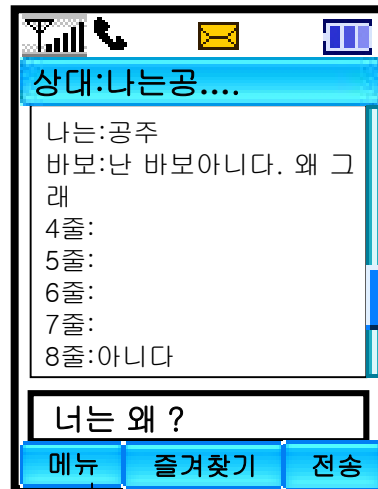 상대:나는공....
나는:공주
바보:난 바보아니다. 왜 그
래
4줄:
5줄:
6줄:
7줄:
8줄:아니다
너는 왜 ?
메뉴 즐겨찾기 전송